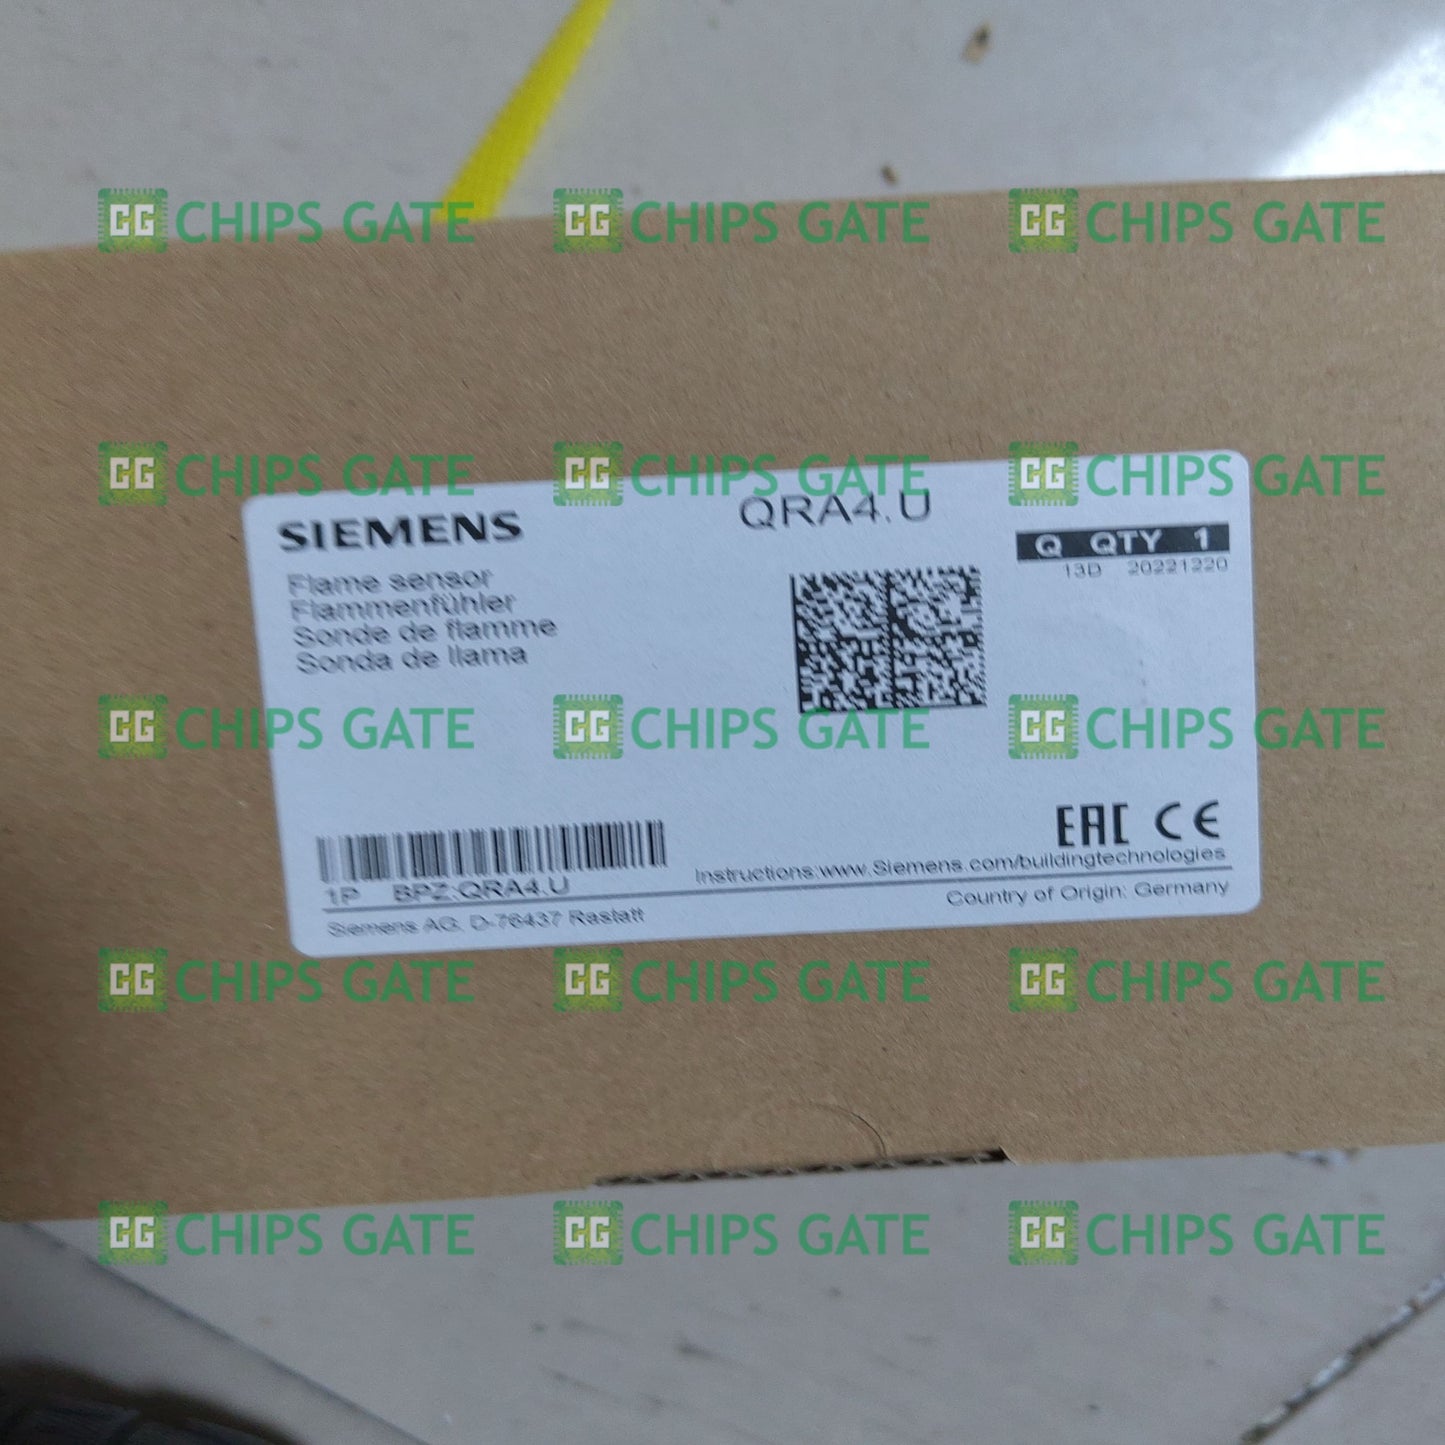 CG CHIPS GATE CG CHIPS GATE CG CHIPS GATE
CG CHIPS GATE CG CHIPS GATE CG CHIPS GATE
SIEMENS
QRA4.U
Q QTY 1
13D 20221220
Flame sensor
Flammenfühler
Sonde de flamme
Sonda de llama
CG CHIPS GATE CG CHIPS GATE CG CHIPS GATE
EAC CE
1P BPZ:QRA4.U
Instructions:www.Siemens.com/buildingtechnologies
Siemens AG, D-76437 Rastatt
Country of Origin: Germany
CG CHIPS GATE CG CHIPS GATE CG CHIPS GATE
CG CHIPS GATE CG CHIPS GATE CG CHIPS GATE